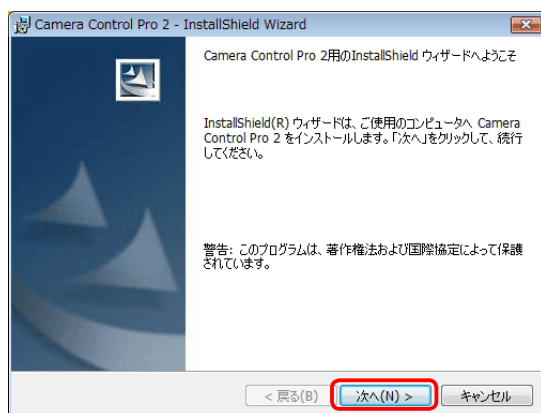 Camera Control Pro 2 - InstallShield Wizard
Camera Control Pro 2用のInstallShield ウィザードへようこそ
InstallShield(R) ウィザードは、ご使用のコンピュータへ Camera
Control Pro 2 をインストールします。「次へ」をクリックして、続行
してください。
警告: このプログラムは、著作権法および国際協定によって保護
されています。
< 戻る(B)
次へ(N) >
キャンセル